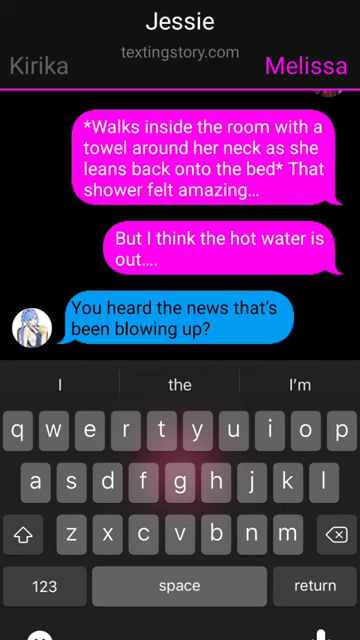 Jessie
textingstory.com
Kirika
Melissa
*Walks inside the room with a
towel around her neck as she
leans back onto the bed* That
shower felt amazing...
But I think the hot water is
out....
You heard the news that's
been blowing up?
I the I'm
q w e r t y u i o p
a s d f g h j k l
z x c v b n m
123 space return